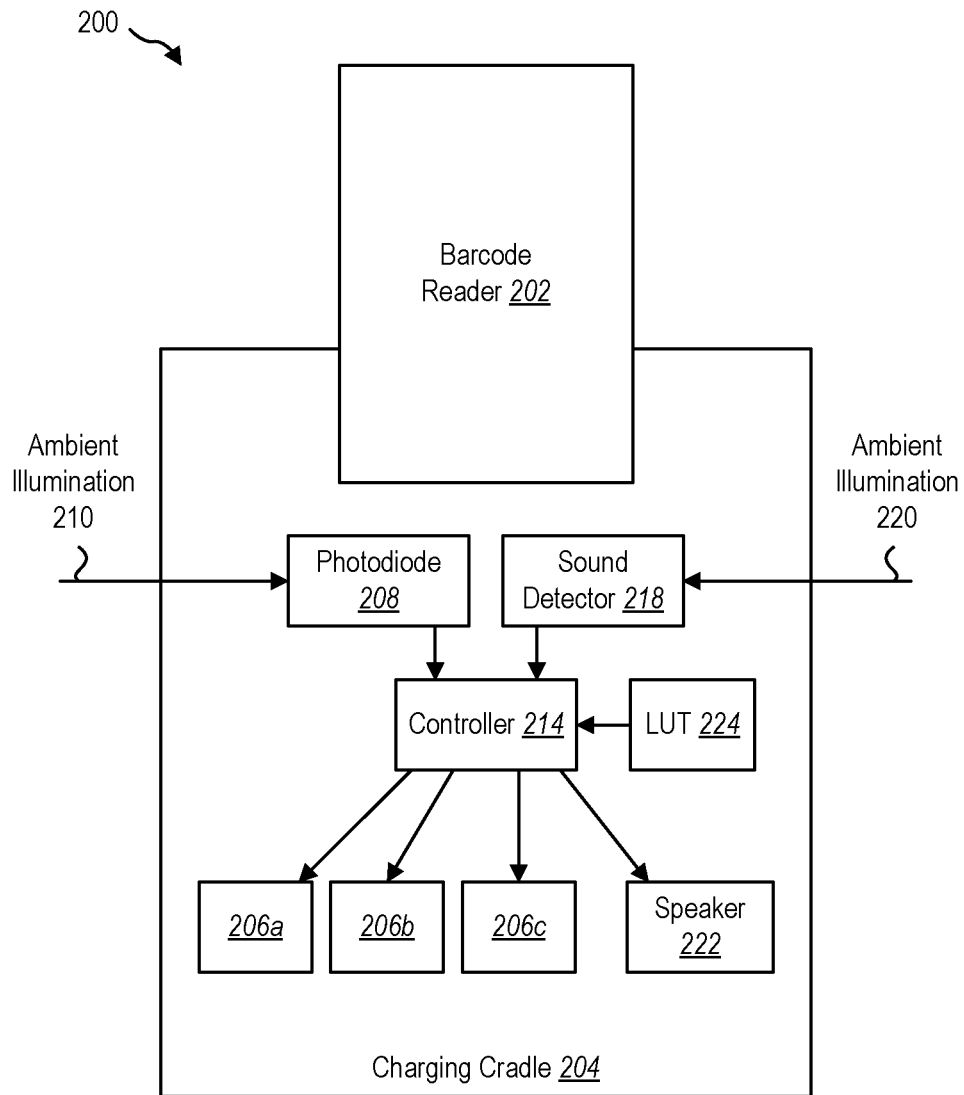 200
Barcode
Reader 202
Ambient
Illumination
210
Ambient
Illumination
220
Photodiode
208
Sound
Detector 218
Controller 214
LUT 224
206a
206b
206c
Speaker
222
Charging Cradle 204